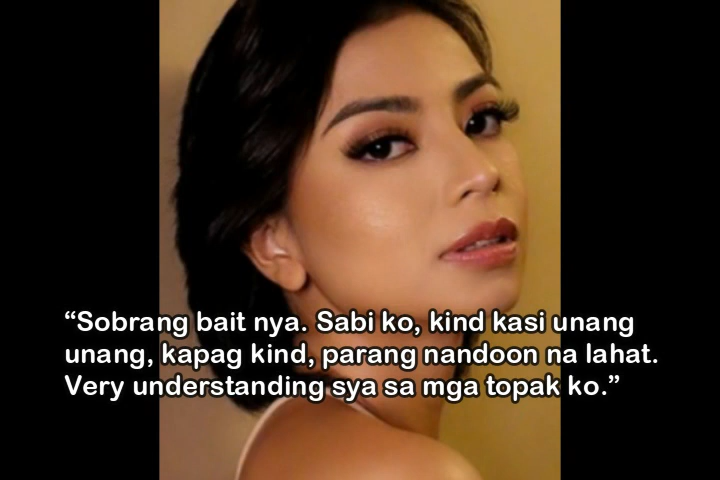 “Sobrang bait nya. Sabi ko, kind kasi unang
unang, kapag kind, parang nandoon na lahat.
Very understanding sya sa mga topak ko.”